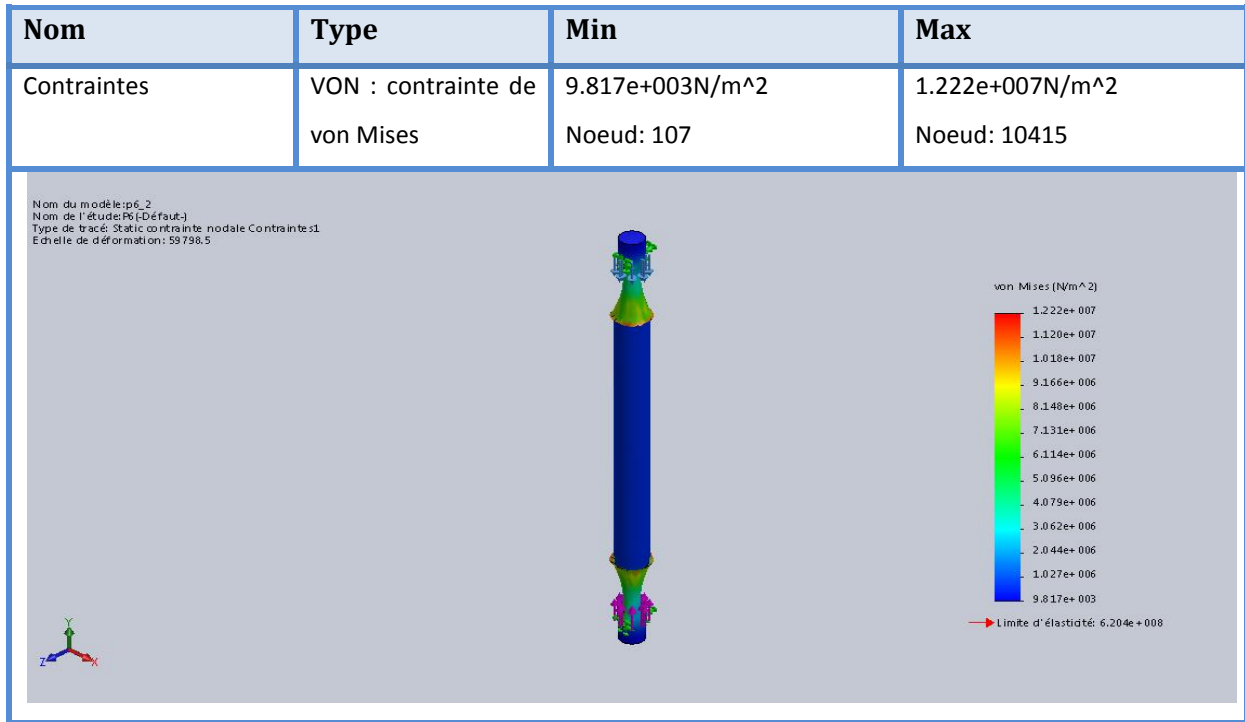 Nom Type Min Max
Contraintes VON : contrainte de 9.817e+003N/m^2 1.222e+007N/m^2
von Mises Noeud: 107 Noeud: 10415
Nom du modèle:p6_2
Nom de l'étude:P6(-Défaut-)
Type de tracé: Static contrainte nodale Contraintes1
Echelle de déformation: 59798.5
von Mises (N/m^2)
1.222e+007
1.120e+007
1.018e+007
9.166e+006
8.148e+006
7.131e+006
6.114e+006
5.096e+006
4.079e+006
3.062e+006
2.044e+006
1.027e+006
9.817e+003
Limite d'élasticité: 6.204e+008
Y
Z X